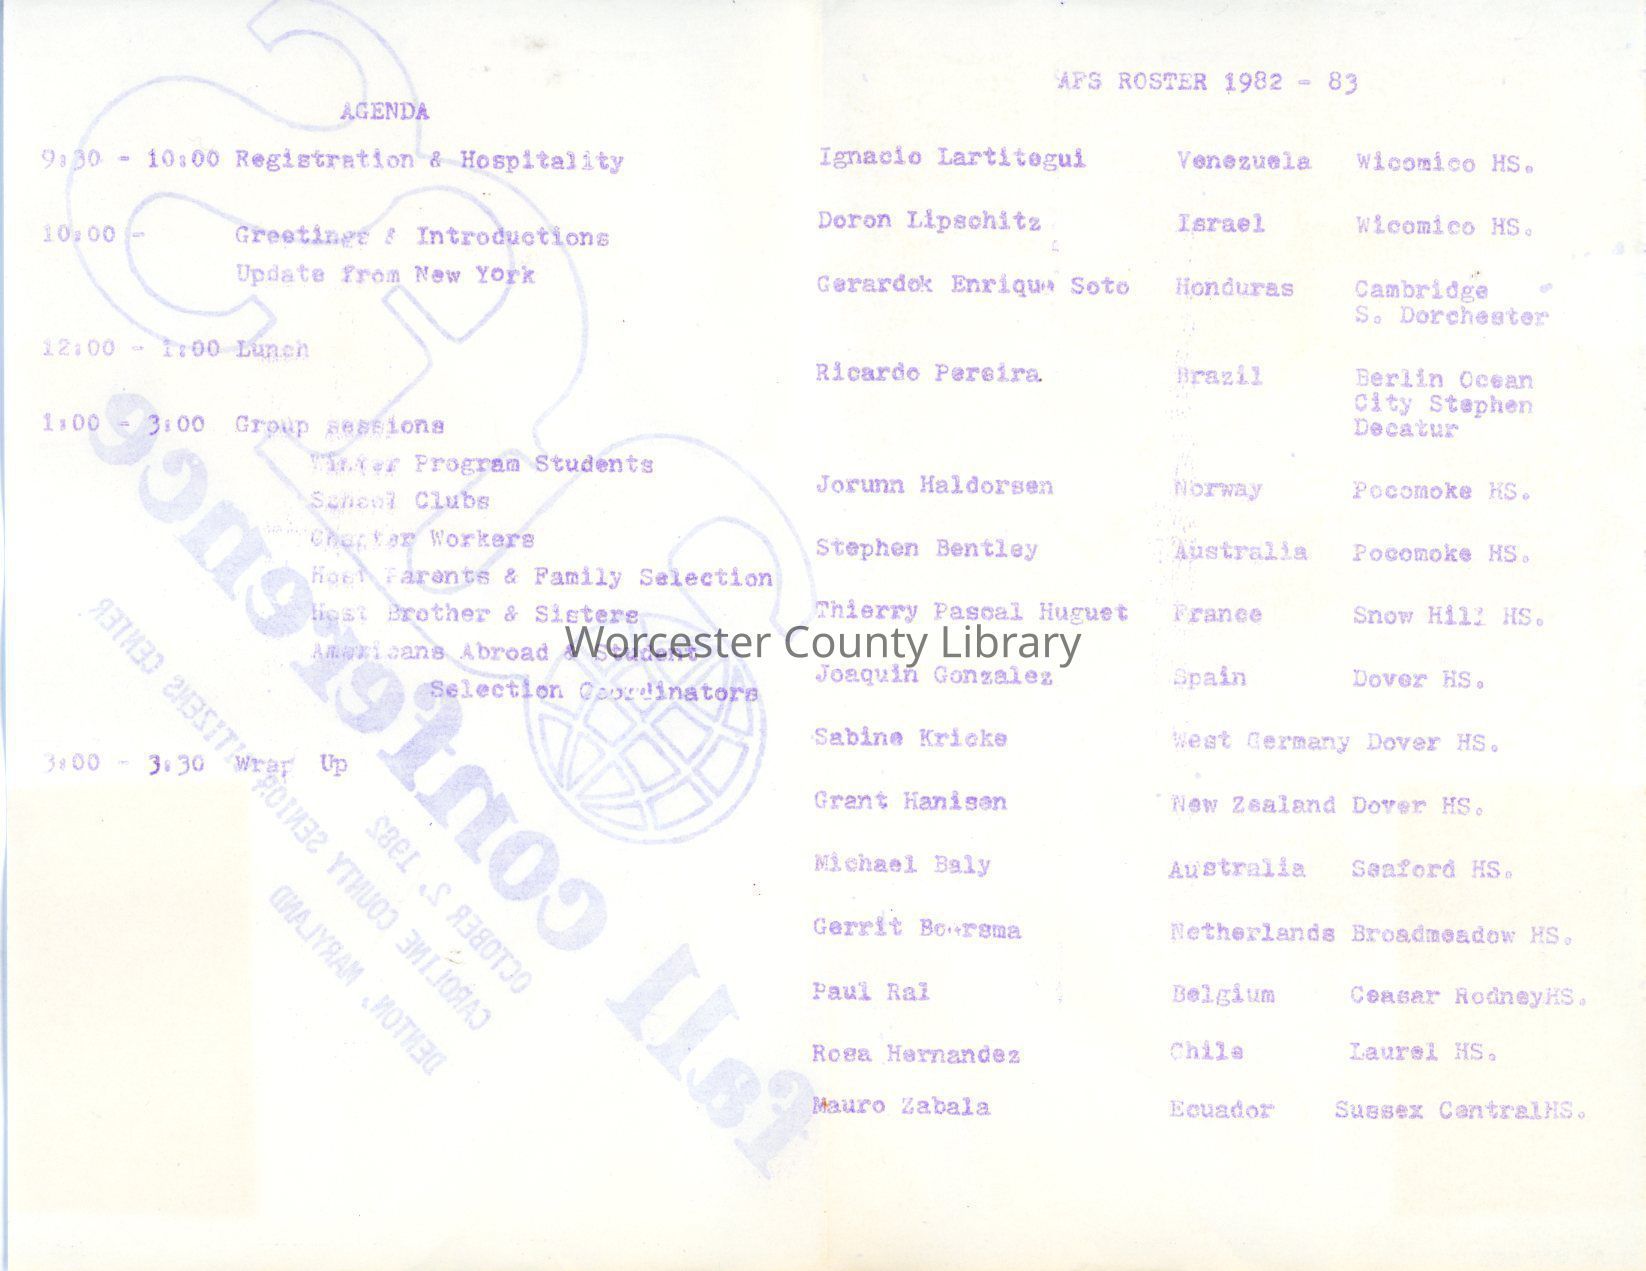 AGENDA
9:30 - 10:00 Registration & Hospitality
10:00 - Greetings & Introductions
Update from New York
12:00 - 1:00 Lunch
1:00 - 3:00 Group sessions
Winter Program Students
School Clubs
Chapter Workers
Host Parents & Family Selection
Host Brother & Sisters
Americans Abroad & Student
Selection Coordinators
3:00 - 3:30 Wrap Up
AFS ROSTER 1982 - 83
Ignacio Lartitegui Venezuela Wicomico HS.
Doron Lipschitz Israel Wicomico HS.
Gerardok Enrique Soto Honduras Cambridge
S. Dorchester
Ricardo Pereira Brazil Berlin Ocean
City Stephen
Decatur
Jorunn Haldorsen Norway Pocomoke HS.
Stephen Bentley Australia Pocomoke HS.
Thierry Pascal Huguet France Snow Hill HS.
Joaquin Gonzalez Spain Dover HS.
Sabine Kricke West Germany Dover HS.
Grant Hanisen New Zealand Dover HS.
Michael Baly Australia Seaford HS.
Gerrit Netherlands Broadmeadow HS.
Paul Ral Belgium Ceasar RodneyHS.
Rosa Hernandez Chile Laurel HS.
Mauro Zabala Ecuador Sussex CentralHS.
Worcester County Library
fall conference
OCTOBER 2, 1982
CAROLINE COUNTY SENIOR CITIZENS CENTER
DENTON, MARYLAND